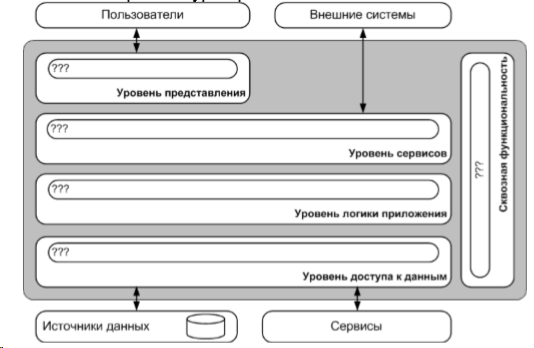 Пользователи
Внешние системы
???
Уровень представления
???
Уровень сервисов
???
Уровень логики приложения
???
Уровень доступа к данным
???
Сквозная функциональность
Источники данных
Сервисы